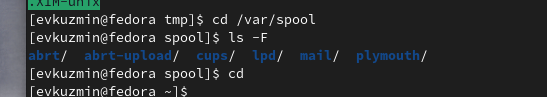 .X1M-unix
[evkuzmin@fedora tmp]$ cd /var/spool
[evkuzmin@fedora spool]$ ls -F
abrt/ abrt-upload/ cups/ lpd/ mail/ plymouth/
[evkuzmin@fedora spool]$ cd
[evkuzmin@fedora ~]$